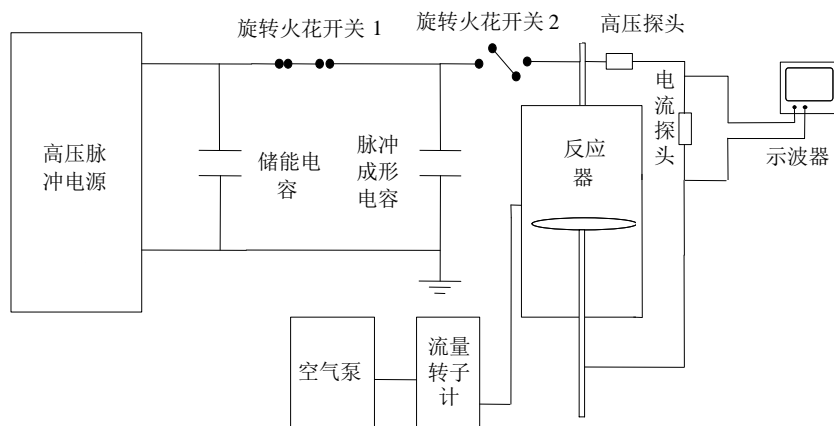 旋转火花开关 1
旋转火花开关 2
高压探头
高压脉
冲电源
储能电
容
脉冲
成形
电容
反应
器
电
流
探
头
示波器
空气泵
流量
转子
计